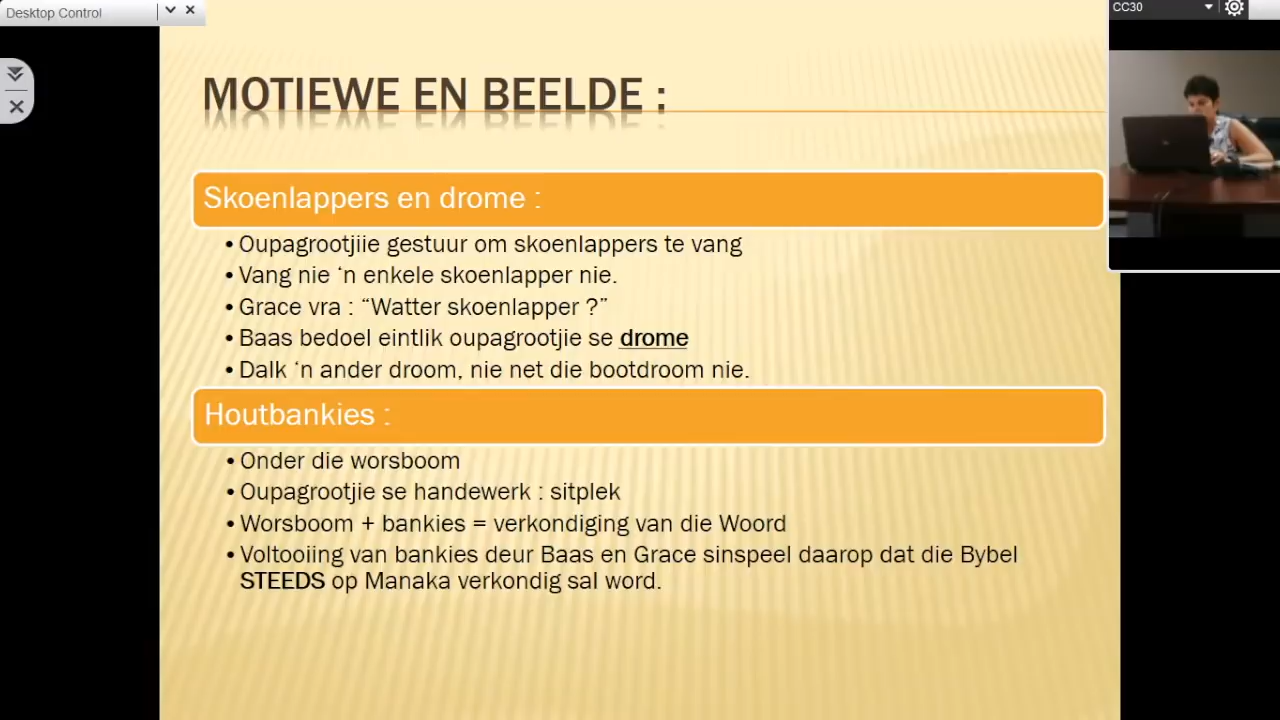 Desktop Control
CC30
MOTIEWE EN BEELDE :
Skoenlappers en drome :
• Oupagrootjiie gestuur om skoenlappers te vang
• Vang nie ‘n enkele skoenlapper nie.
• Grace vra : “Watter skoenlapper ?”
• Baas bedoel eintlik oupagrootjie se drome
• Dalk ‘n ander droom, nie net die bootdroom nie.
Houtbankies :
• Onder die worsboom
• Oupagrootjie se handewerk : sitplek
• Worsboom + bankies = verkondiging van die Woord
• Voltooiing van bankies deur Baas en Grace sinspeel daarop dat die Bybel
STEEDS op Manaka verkondig sal word.